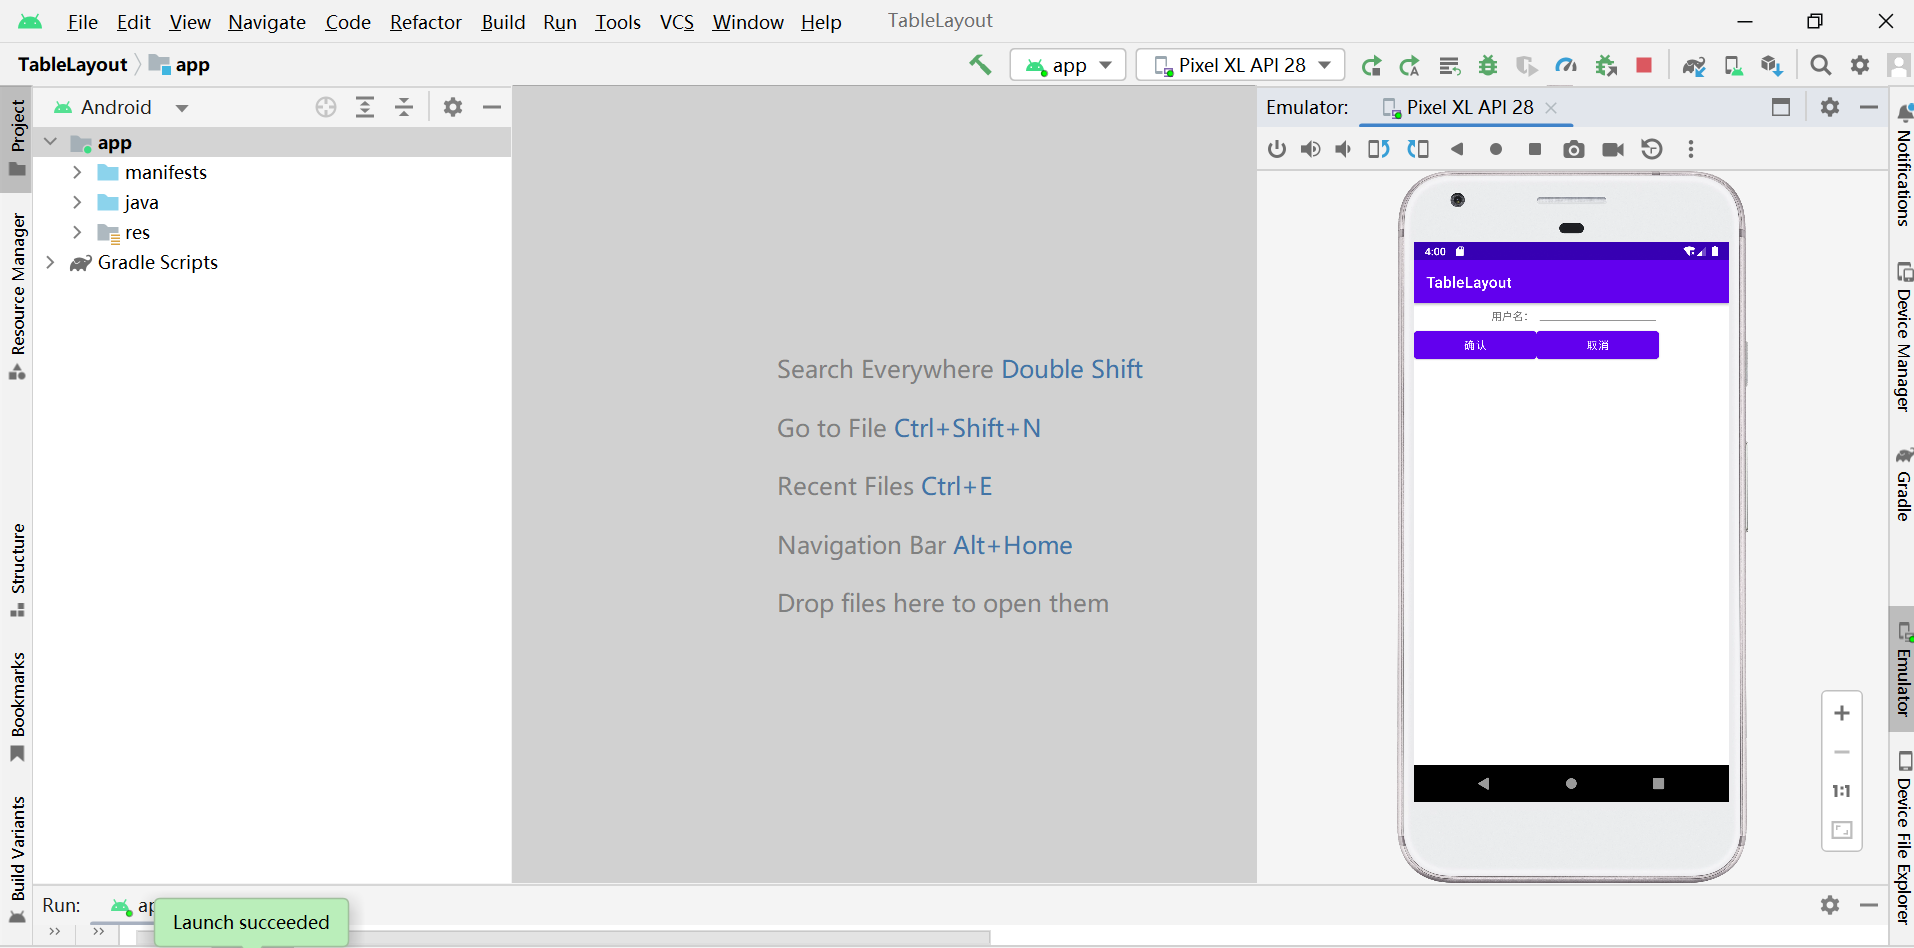 File Edit View Navigate Code Refactor Build Run Tools VCS Window Help TableLayout
TableLayout app
app
Pixel XL API 28
Project
Resource Manager
Structure
Bookmarks
Build Variants
Android
app
manifests
java
res
Gradle Scripts
Search Everywhere Double Shift
Go to File Ctrl+Shift+N
Recent Files Ctrl+E
Navigation Bar Alt+Home
Drop files here to open them
Emulator: Pixel XL API 28
4:00
TableLayout
用户名：
确认 取消
1:1
Notifications
Device Manager
Gradle
Emulator
Device File Explorer
Run: ap
Launch succeeded